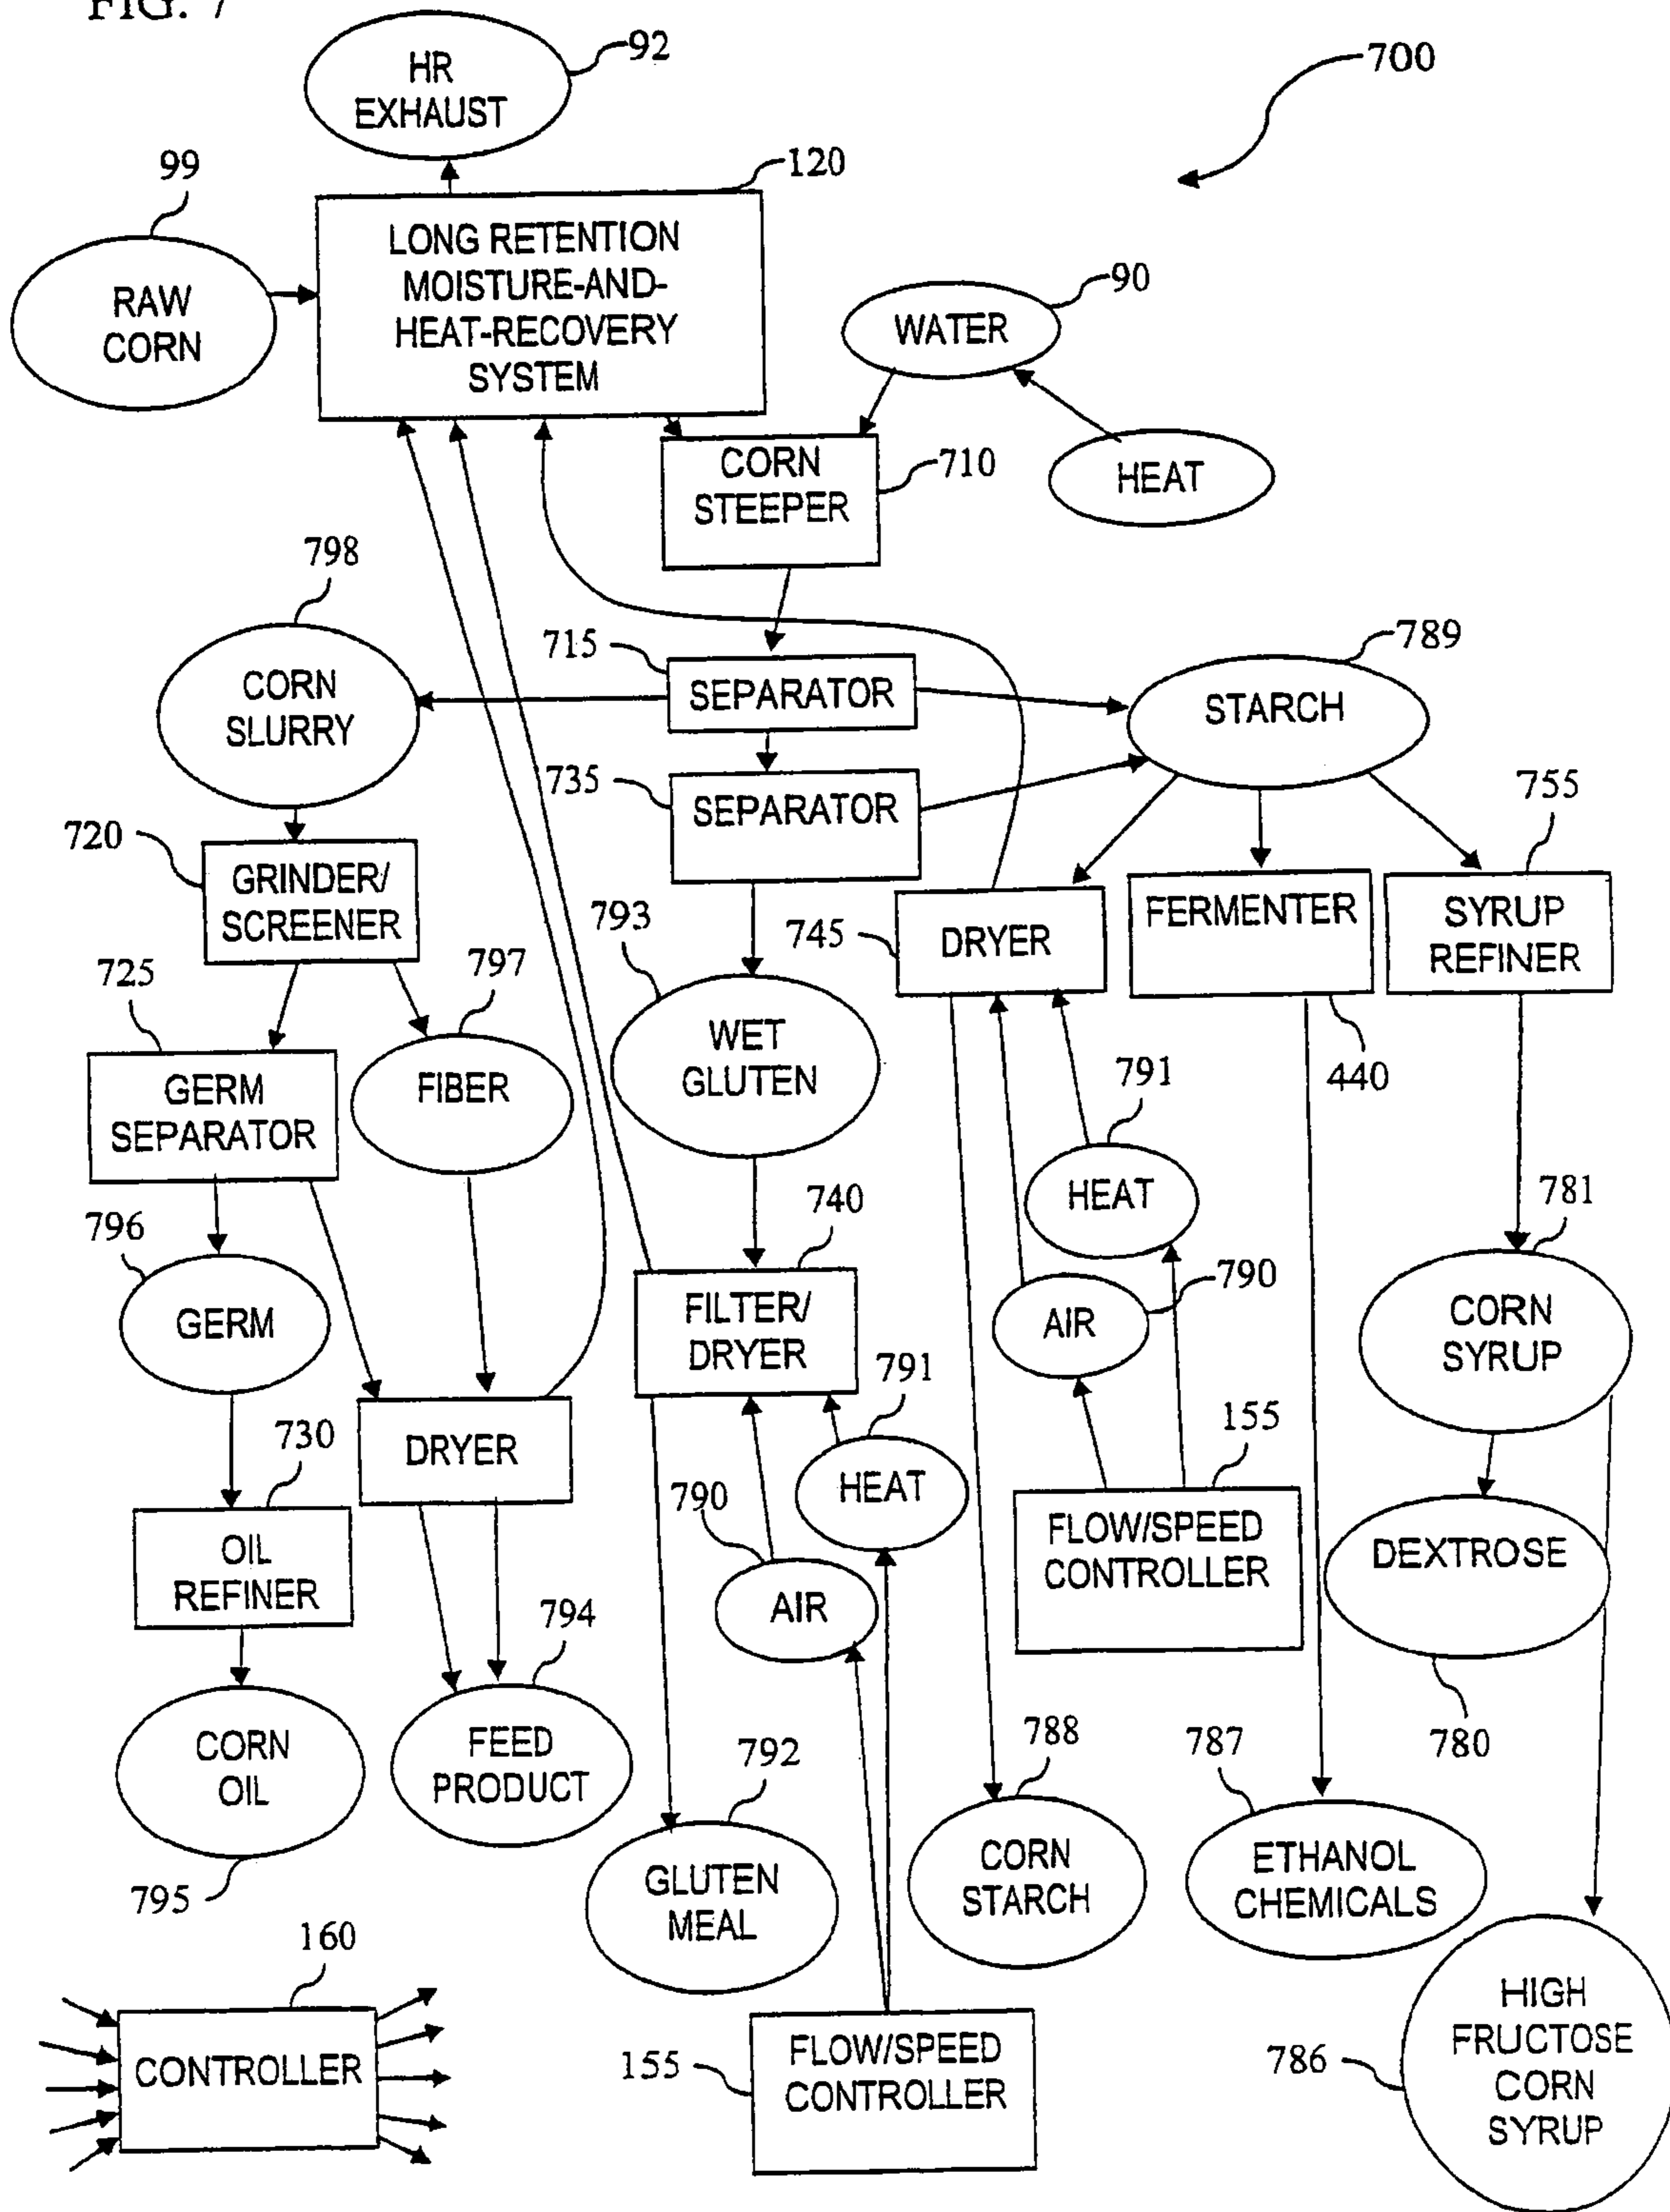 FIG. 7
HR
EXHAUST
92
700
99
120
RAW
CORN
LONG RETENTION
MOISTURE-AND-
HEAT-RECOVERY
SYSTEM
90
WATER
HEAT
CORN
STEEPER
710
798
CORN
SLURRY
715
SEPARATOR
789
STARCH
735
SEPARATOR
755
720
GRINDER/
SCREENER
793
745
DRYER
FERMENTER
SYRUP
REFINER
725
797
GERM
SEPARATOR
FIBER
WET
GLUTEN
791
440
HEAT
796
740
781
GERM
FILTER/
DRYER
AIR
790
CORN
SYRUP
791
730
DRYER
HEAT
155
790
OIL
REFINER
FLOW/SPEED
CONTROLLER
DEXTROSE
AIR
794
780
CORN
OIL
FEED
PRODUCT
792
788
787
795
GLUTEN
MEAL
CORN
STARCH
ETHANOL
CHEMICALS
160
CONTROLLER
155
FLOW/SPEED
CONTROLLER
786
HIGH
FRUCTOSE
CORN
SYRUP